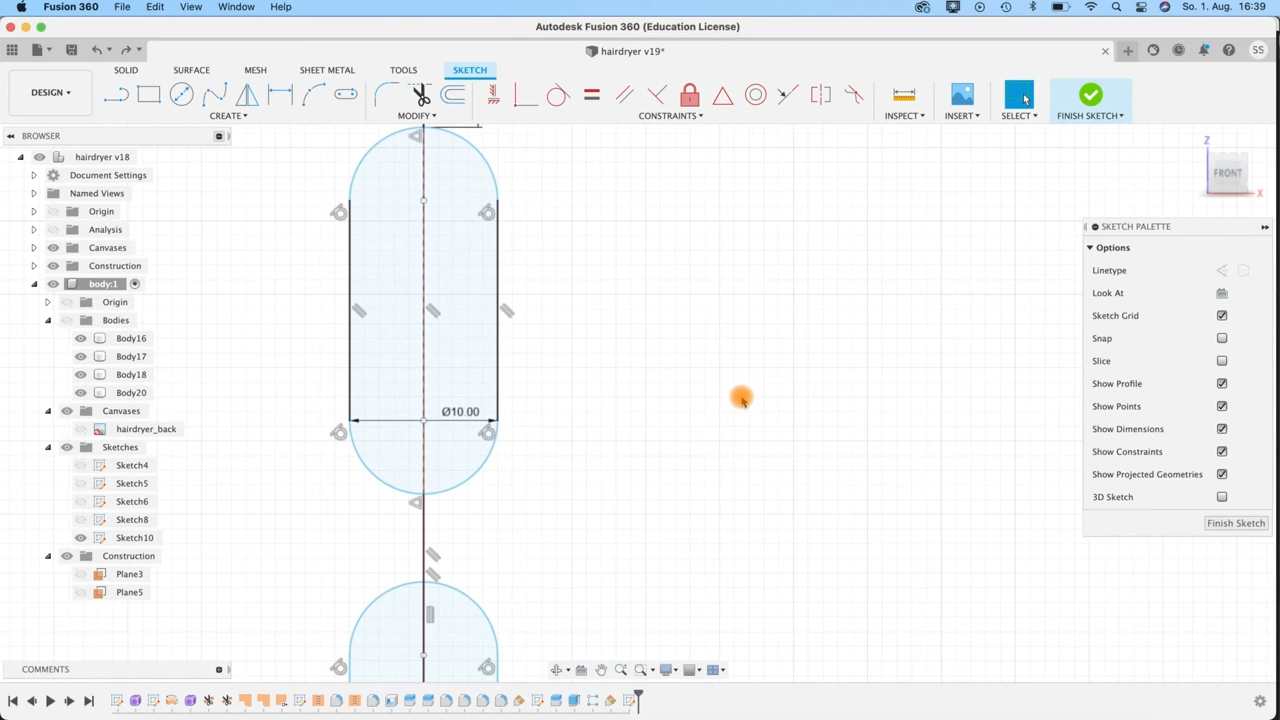 Fusion 360 File Edit View Window Help So. 1. Aug. 16:39
Autodesk Fusion 360 (Education License)
hairdryer v19* SS
SOLID SURFACE MESH SHEET METAL TOOLS SKETCH
DESIGN
CREATE MODIFY CONSTRAINTS INSPECT INSERT SELECT FINISH SKETCH
BROWSER
hairdryer v18
Document Settings
Named Views
Origin
Analysis
Canvases
Construction
body:1
Origin
Bodies
Body16
Body17
Body18
Body20
Canvases
hairdryer_back
Sketches
Sketch4
Sketch5
Sketch6
Sketch8
Sketch10
Construction
Plane3
Plane5
COMMENTS
Ø10.00
Z
FRONT
X
SKETCH PALETTE
Options
Linetype
Look At
Sketch Grid
Snap
Slice
Show Profile
Show Points
Show Dimensions
Show Constraints
Show Projected Geometries
3D Sketch
Finish Sketch